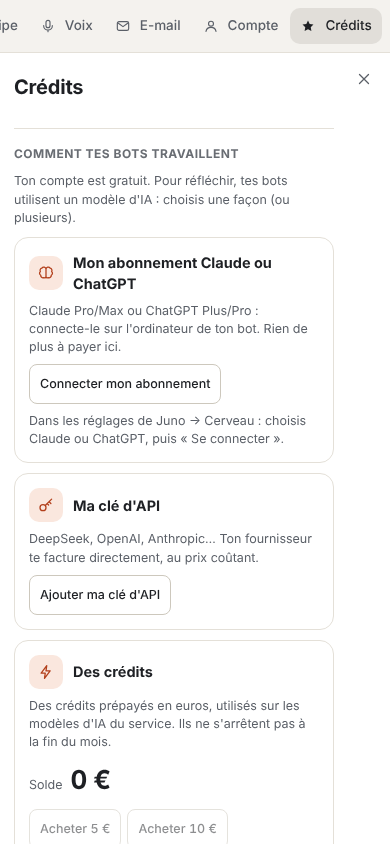 ipe Voix E-mail Compte Crédits
Crédits
COMMENT TES BOTS TRAVAILLENT
Ton compte est gratuit. Pour réfléchir, tes bots
utilisent un modèle d'IA : choisis une façon (ou
plusieurs).
Mon abonnement Claude ou
ChatGPT
Claude Pro/Max ou ChatGPT Plus/Pro :
connecte-le sur l'ordinateur de ton bot. Rien de
plus à payer ici.
Connecter mon abonnement
Dans les réglages de Juno → Cerveau : choisis
Claude ou ChatGPT, puis « Se connecter ».
Ma clé d'API
DeepSeek, OpenAI, Anthropic... Ton fournisseur
te facture directement, au prix coûtant.
Ajouter ma clé d'API
Des crédits
Des crédits prépayés en euros, utilisés sur les
modèles d'IA du service. Ils ne s'arrêtent pas à
la fin du mois.
Solde 0 €
Acheter 5 € Acheter 10 €